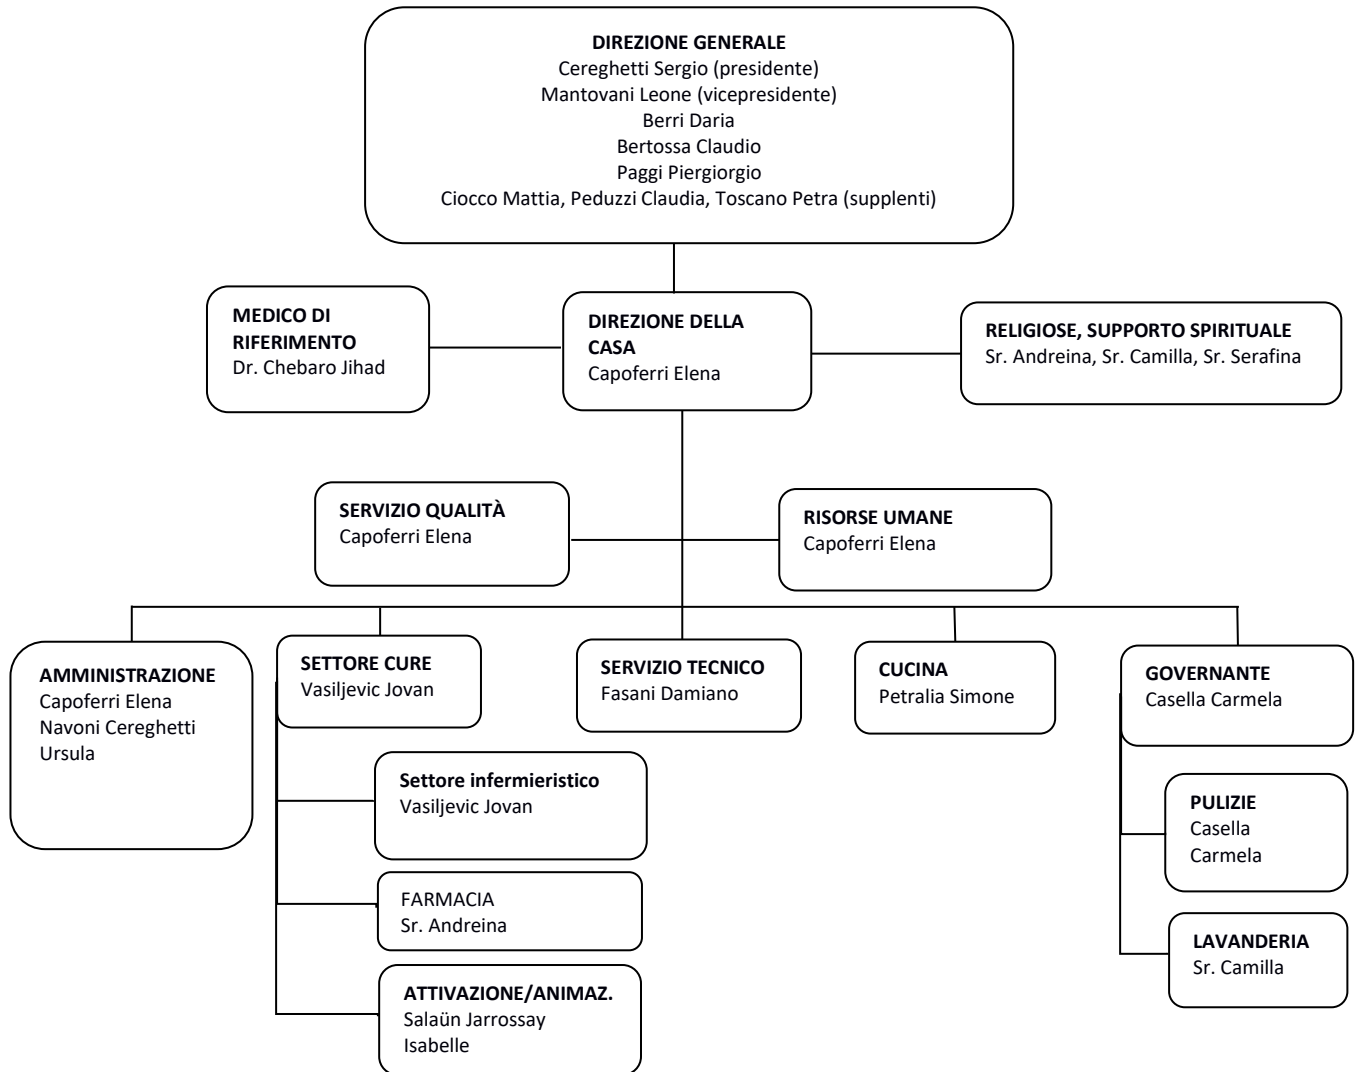 DIREZIONE GENERALE
Cereghetti Sergio (presidente)
Mantovani Leone (vicepresidente)
Berri Daria
Bertossa Claudio
Paggi Piergiorgio
Ciocco Mattia, Peduzzi Claudia, Toscano Petra (supplenti)
MEDICO DI
RIFERIMENTO
Dr. Chebaro Jihad
DIREZIONE DELLA
CASA
Capoferri Elena
RELIGIOSE, SUPPORTO SPIRITUALE
Sr. Andreina, Sr. Camilla, Sr. Serafina
SERVIZIO QUALITÀ
Capoferri Elena
RISORSE UMANE
Capoferri Elena
AMMINISTRAZIONE
Capoferri Elena
Navoni Cereghetti
Ursula
SETTORE CURE
Vasiljevic Jovan
SERVIZIO TECNICO
Fasani Damiano
CUCINA
Petralia Simone
GOVERNANTE
Casella Carmela
Settore infermieristico
Vasiljevic Jovan
FARMACIA
Sr. Andreina
ATTIVAZIONE/ANIMAZ.
Salaün Jarrossay
Isabelle
PULIZIE
Casella
Carmela
LAVANDERIA
Sr. Camilla